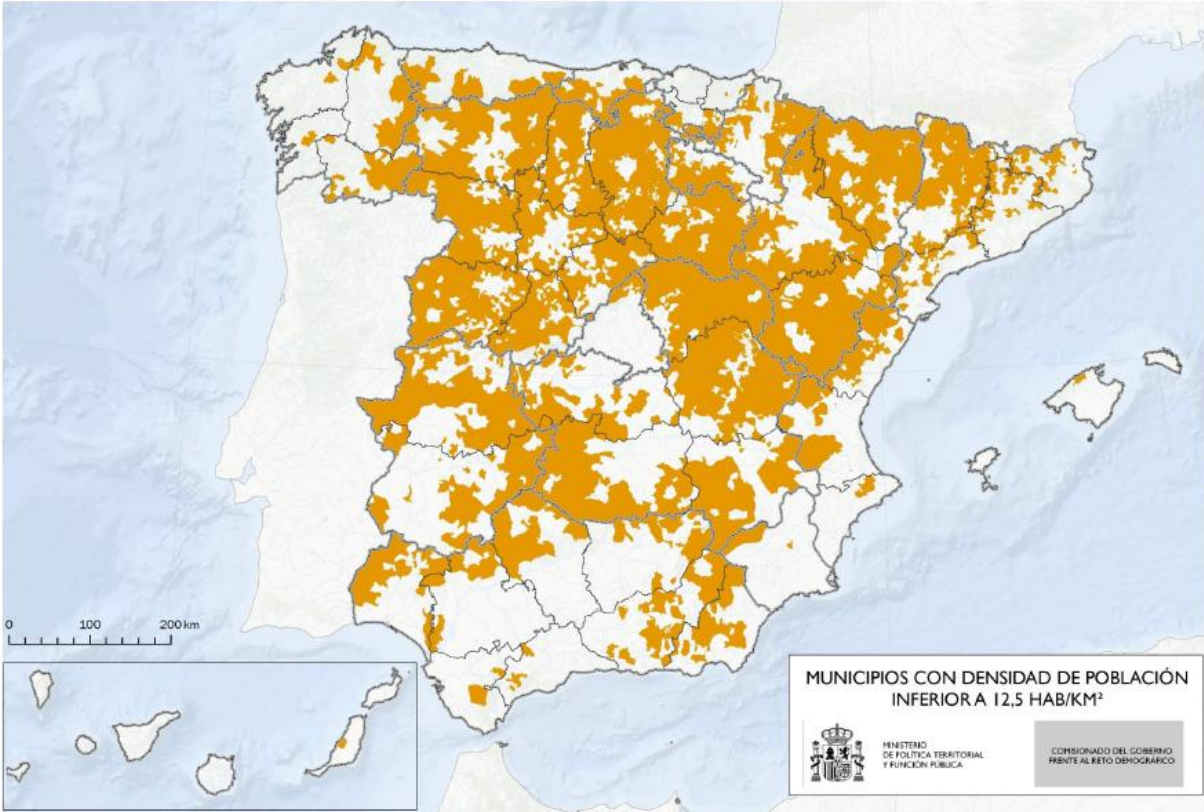 0 100 200 km
MUNICIPIOS CON DENSIDAD DE POBLACIÓN
INFERIOR A 12,5 HAB/KM²
MINISTERIO
DE POLÍTICA TERRITORIAL
Y FUNCIÓN PÚBLICA
COMISIONADO DEL GOBIERNO
FRENTE AL RETO DEMOGRÁFICO